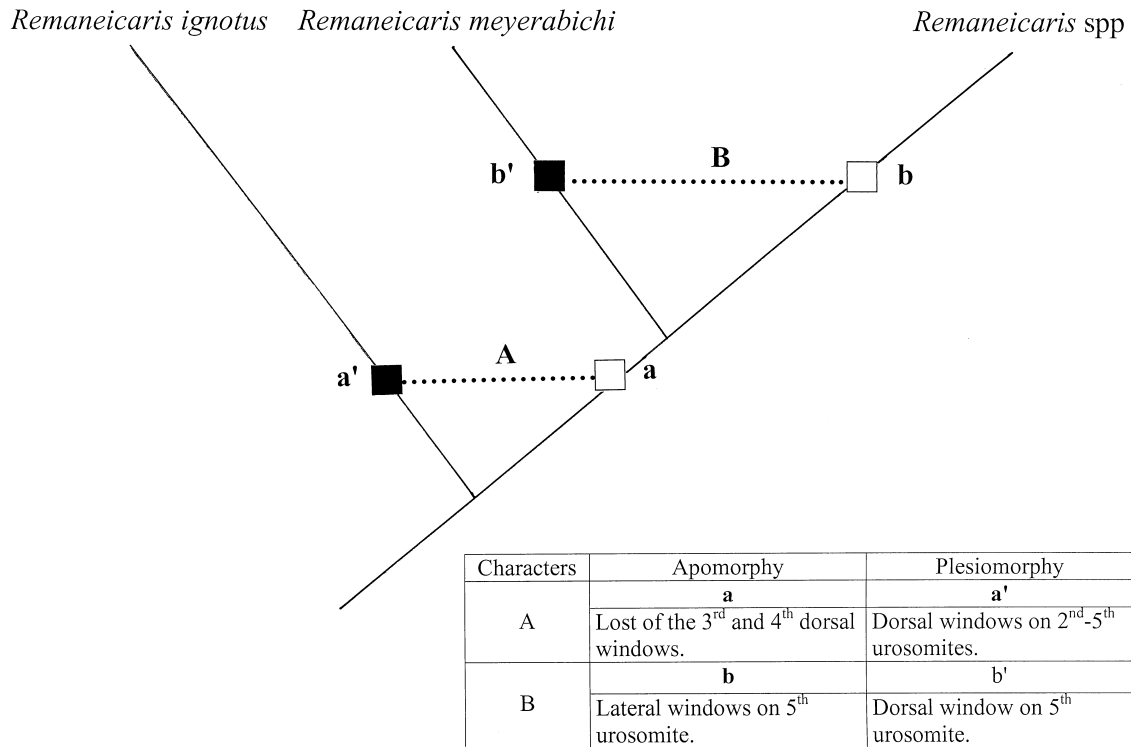 Remaneicaris ignotus
Remaneicaris meyerabichi
Remaneicaris spp
b'
B
b
a'
A
a
Characters
Apomorphy
Plesiomorphy
A
a
a'
Lost of the 3rd and 4th dorsal
windows.
Dorsal windows on 2nd-5th
urosomites.
B
b
b'
Lateral windows on 5th
urosomite.
Dorsal window on 5th
urosomite.